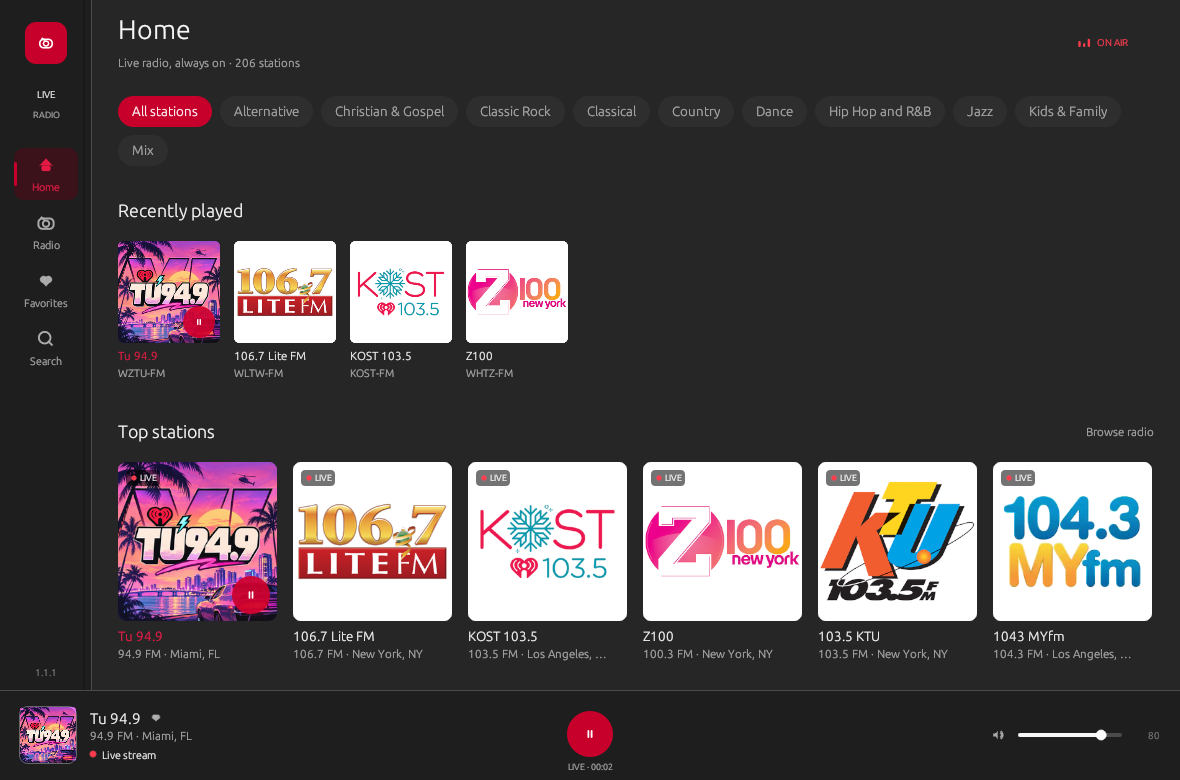 Home
Live radio, always on · 206 stations
ON AIR
LIVE
RADIO
Home
Radio
Favorites
Search
1.1.1
All stations
Alternative
Christian & Gospel
Classic Rock
Classical
Country
Dance
Hip Hop and R&B
Jazz
Kids & Family
Mix
Recently played
TÚ94.9
106.7
LITE FM
KOST
103.5
Z100
new york
Tu 94.9
106.7 Lite FM
KOST 103.5
Z100
WZTU-FM
WLTW-FM
KOST-FM
WHTZ-FM
Top stations
Browse radio
LIVE
LIVE
LIVE
LIVE
LIVE
LIVE
TÚ94.9
106.7
LITE FM
KOST
103.5
Z100
new york
KTU
103.5 FM
104.3
MYfm
Tu 94.9
106.7 Lite FM
KOST 103.5
Z100
103.5 KTU
1043 MYfm
94.9 FM · Miami, FL
106.7 FM · New York, NY
103.5 FM · Los Angeles, ...
100.3 FM · New York, NY
103.5 FM · New York, NY
104.3 FM · Los Angeles, ...
TÚ94.9
Tu 94.9
94.9 FM · Miami, FL
Live stream
LIVE · 00:02
80